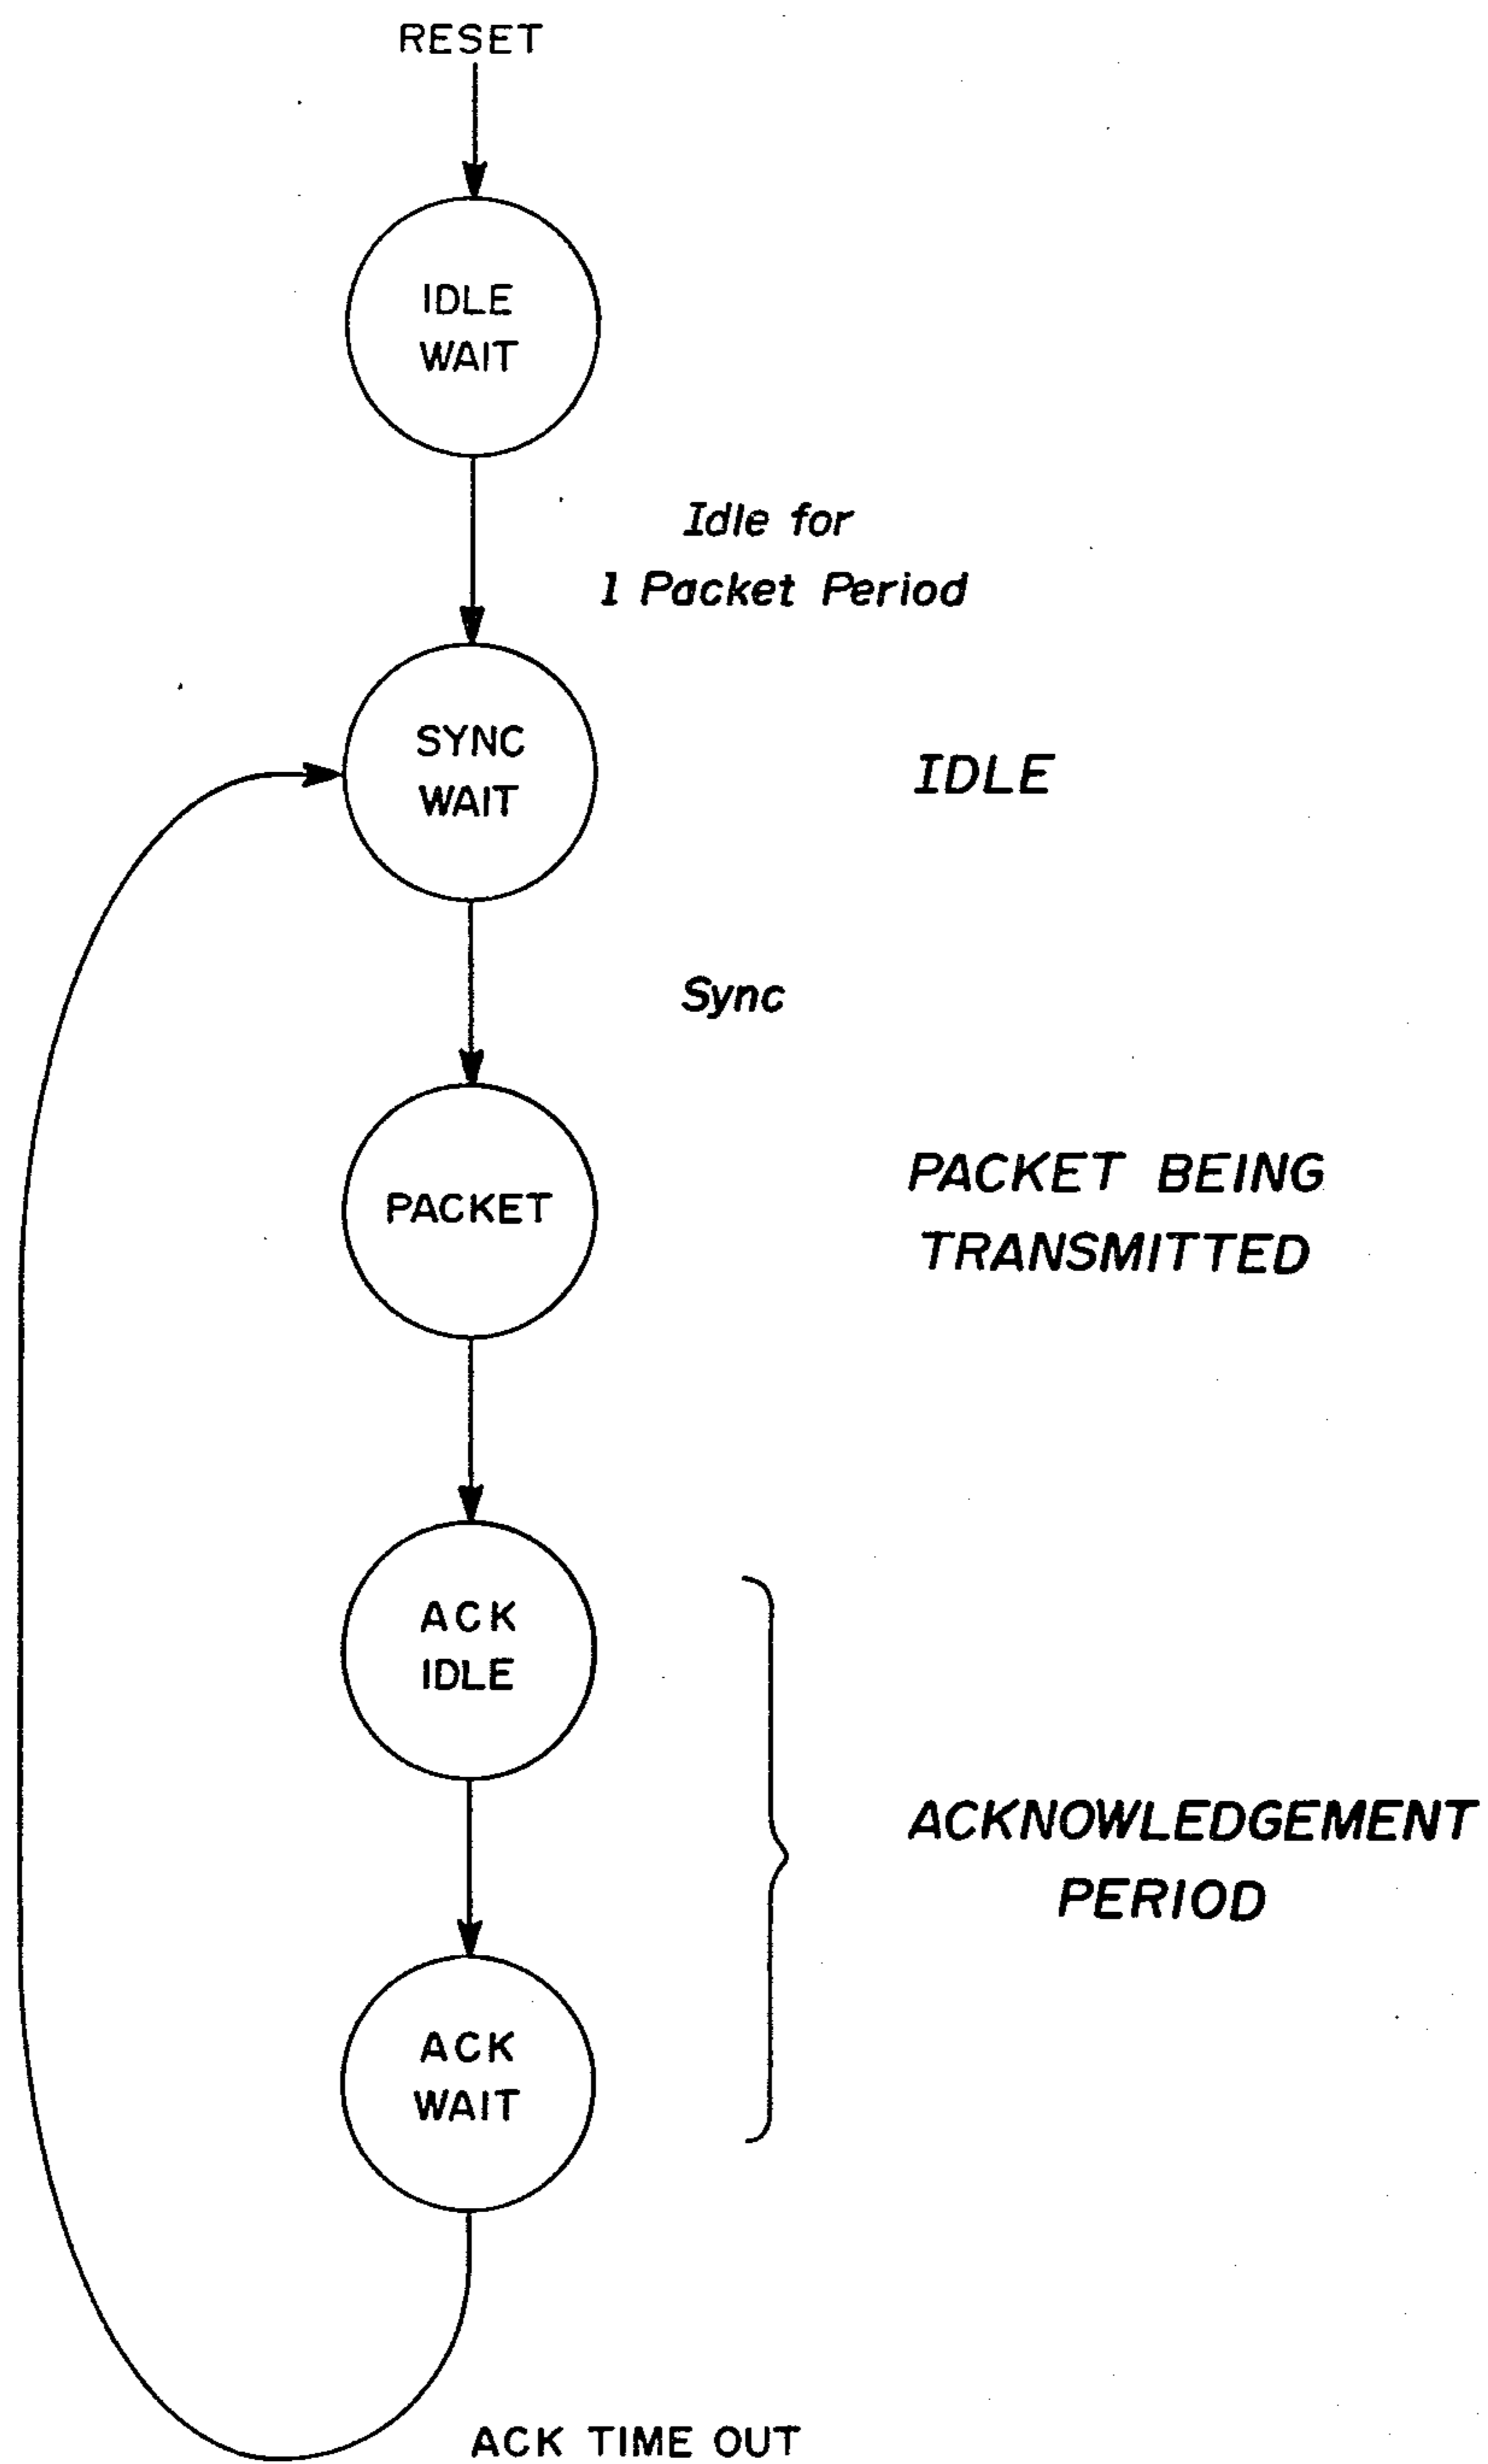 RESET
IDLE
WAIT
Idle for
1 Packet Period
SYNC
WAIT
IDLE
Sync
PACKET
PACKET BEING
TRANSMITTED
ACK
IDLE
ACKNOWLEDGEMENT
PERIOD
ACK
WAIT
ACK TIME OUT